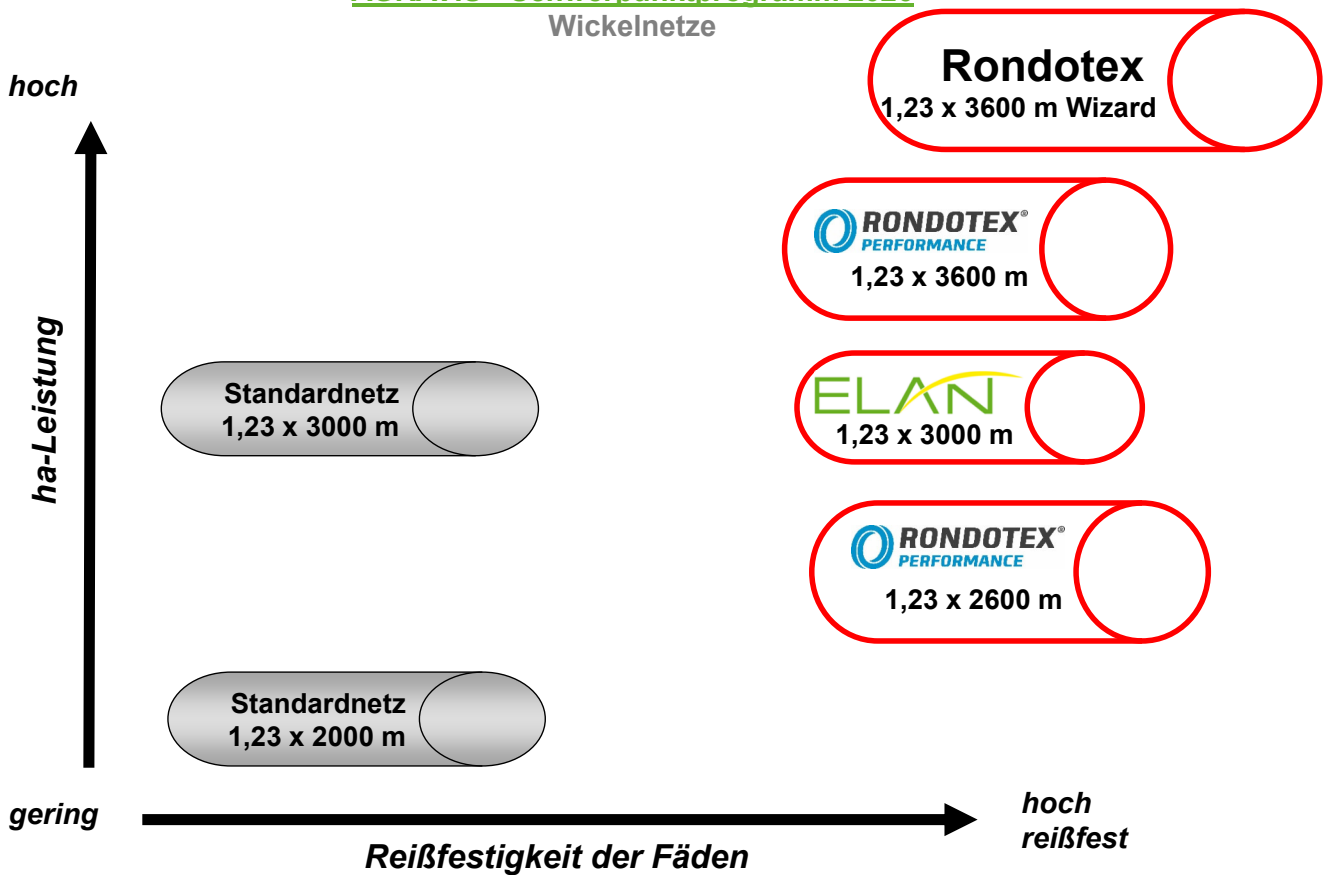 Wickelnetze
hoch
Rondotex
1,23 x 3600 m Wizard
RONDOTEX®
PERFORMANCE
1,23 x 3600 m
ha-Leistung
Standardnetz
1,23 x 3000 m
ELAN
1,23 x 3000 m
RONDOTEX®
PERFORMANCE
1,23 x 2600 m
Standardnetz
1,23 x 2000 m
gering
hoch
reißfest
Reißfestigkeit der Fäden